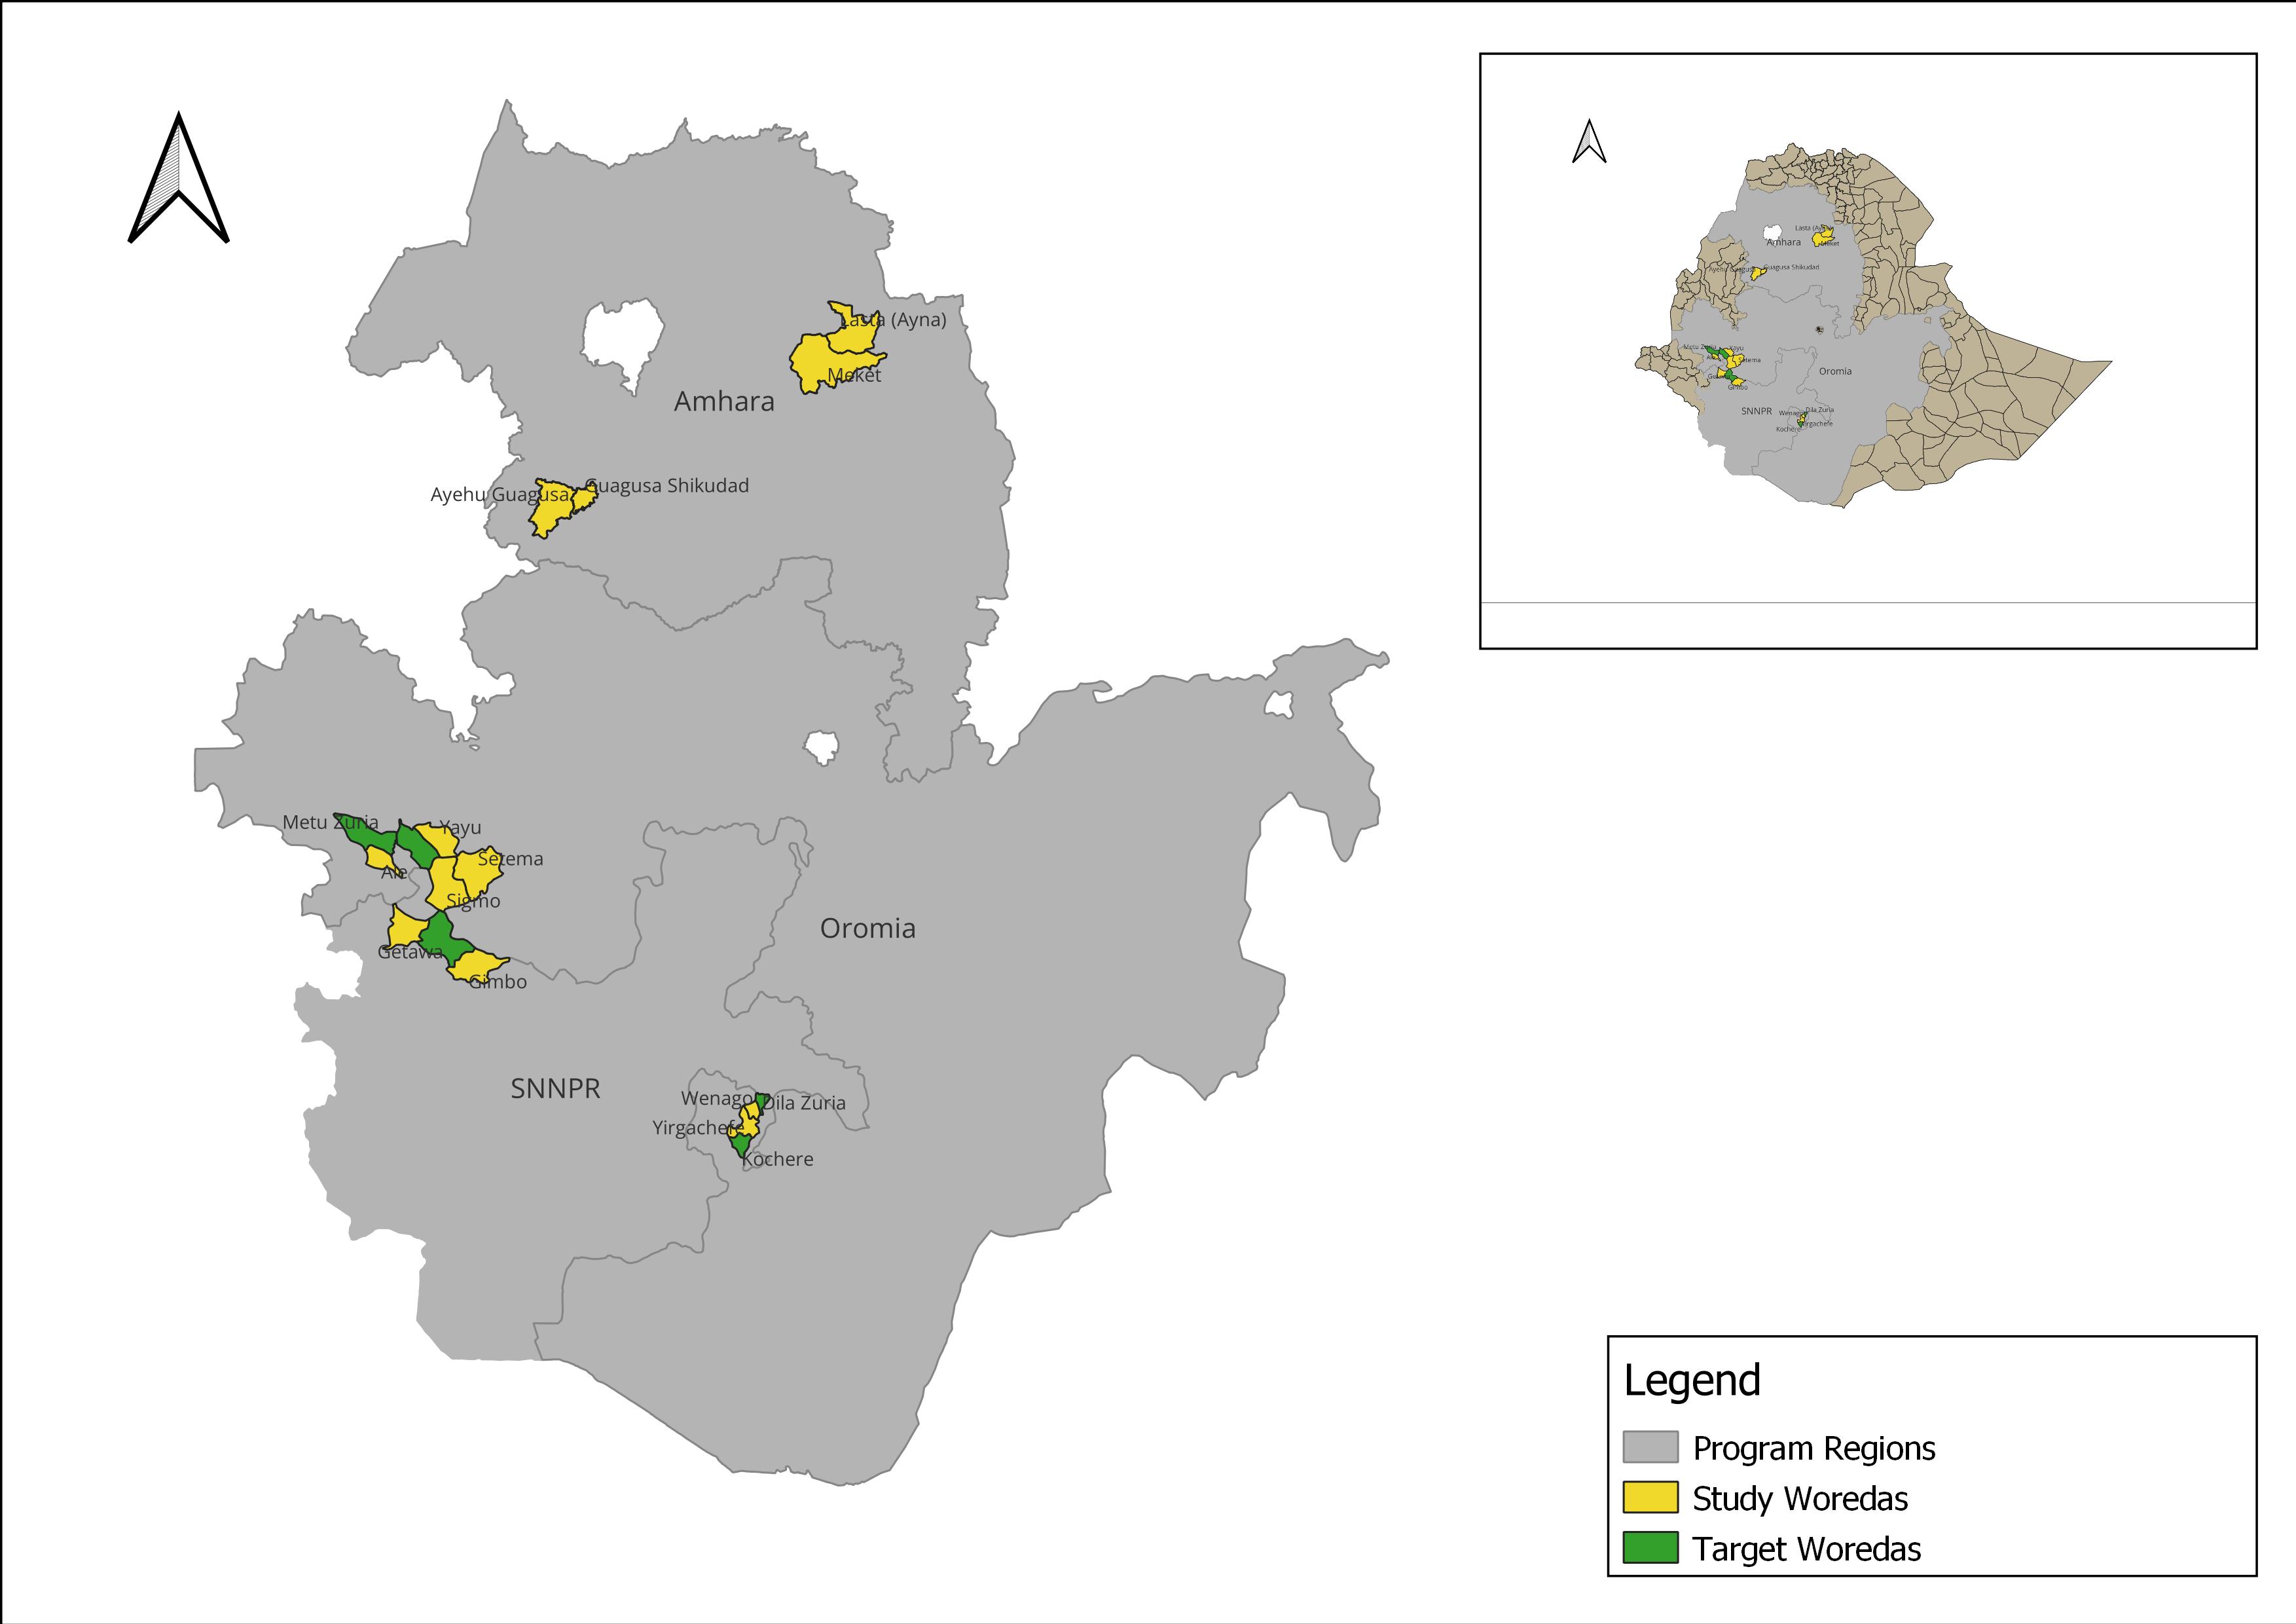 Lasta (Ayna)
Meket
Amhara
Guagusa Shikudad
Ayehu Guagusa
Metu Zuria
Yayu
Setema
Ale
Sigmo
Getawa
Gimbo
Oromia
SNNPR
Wenago
Dila Zuria
Yirgachefe
Kochere
Lasta (Ayna)
Amhara
Meket
Guagusa Shikudad
Ayehu Guagusa
Metu Zuria
Yayu
Setema
Oromia
Gimbo
SNNPR
Dila Zuria
Wenago
Yirgachefe
Kochere
Legend
Program Regions
Study Woredas
Target Woredas